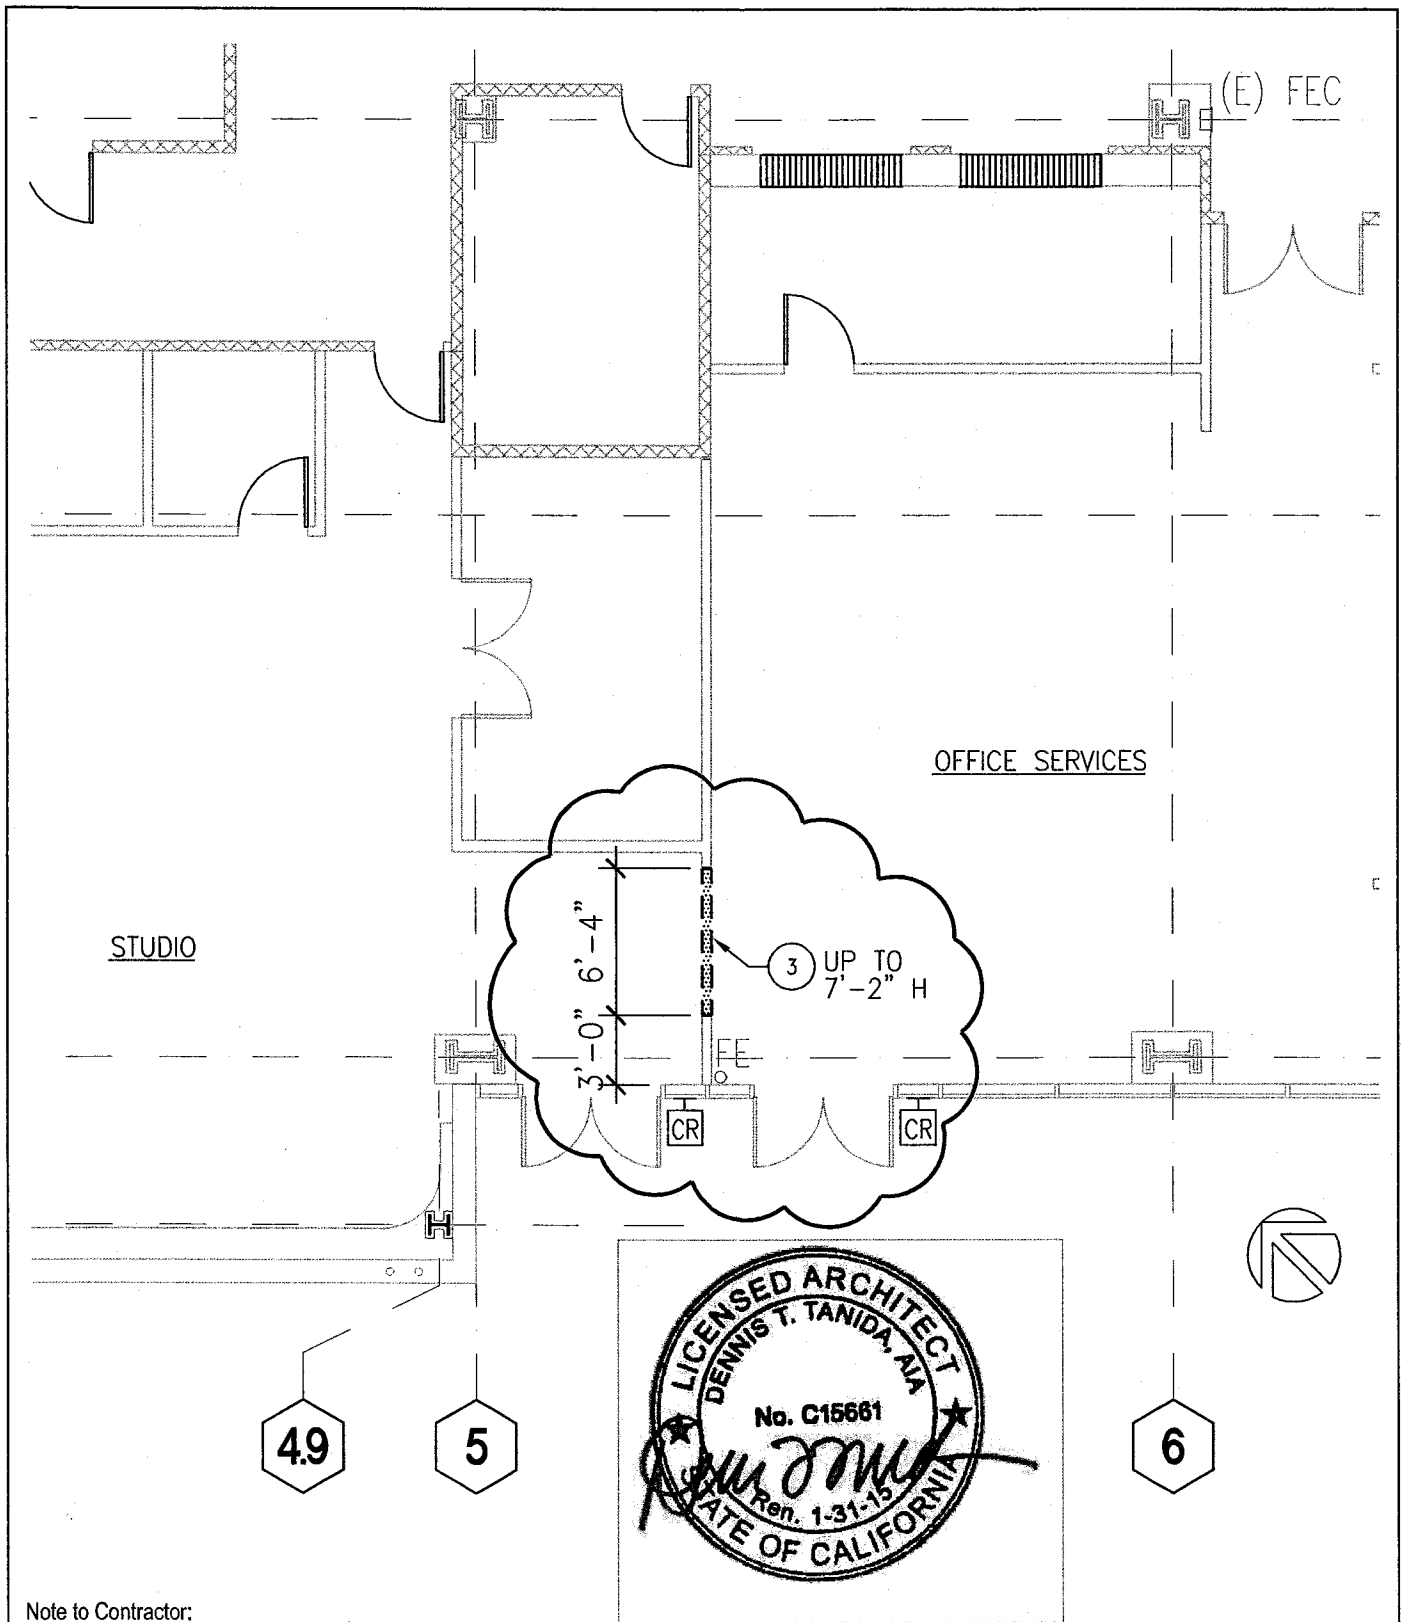 (E) FEC
OFFICE SERVICES
STUDIO
6'-4"
3 UP TO
7'-2" H
3'-0"
FE
CR
CR
LICENSED ARCHITECT
DENNIS T. TANIDA, AIA
No. C15661
Ren. 1-31-15
STATE OF CALIFORNIA
4.9
5
6
Note to Contractor: